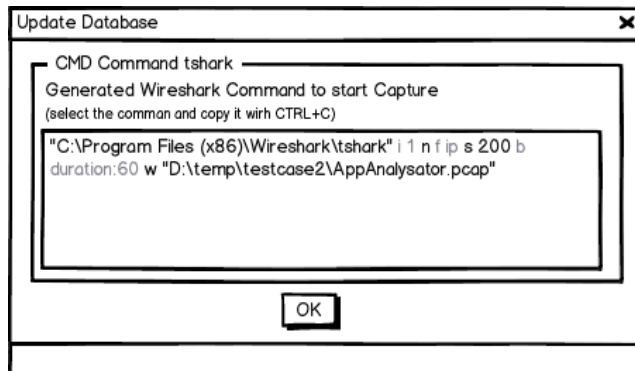 Update Database
CMD Command tshark
Generated Wireshark Command to start Capture
(select the comman and copy it wirh CTRL+C)
"C:\Program Files (x86)\Wireshark\tshark" i 1 n f ip s 200 b
duration:60 w "D:\temp\testcase2\AppAnalysator.pcap"
OK